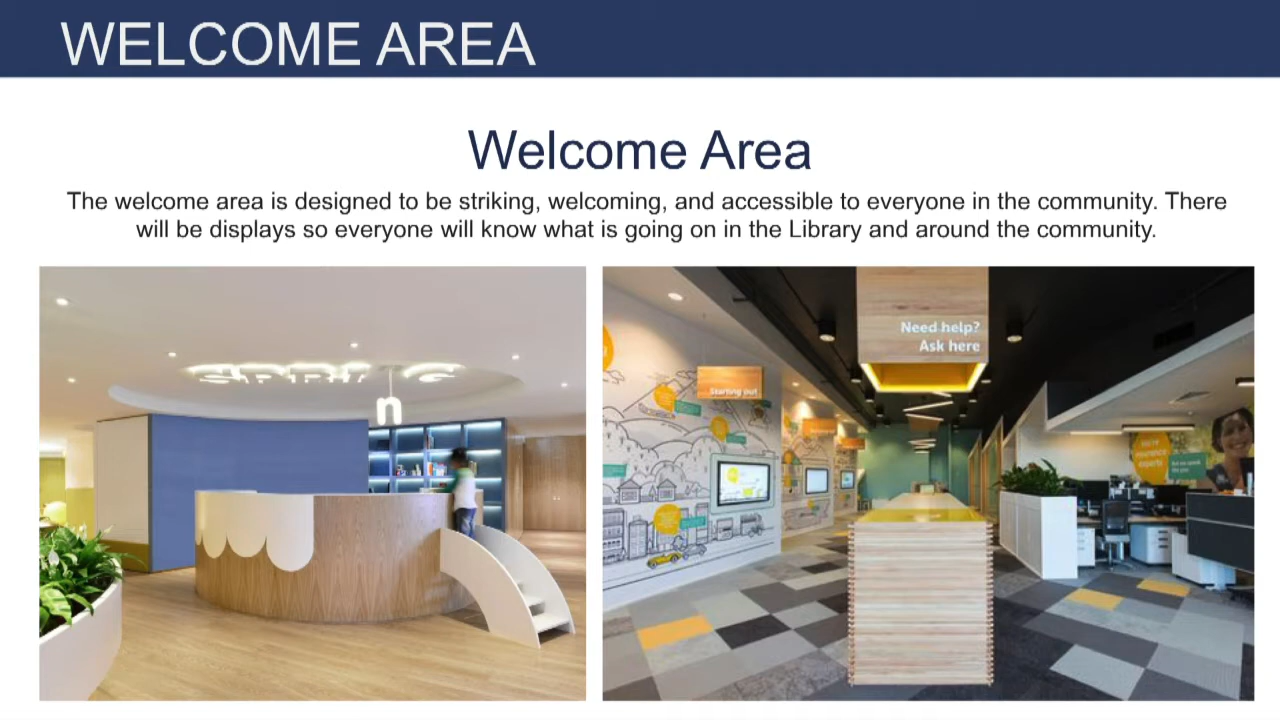 WELCOME AREA
Welcome Area
The welcome area is designed to be striking, welcoming, and accessible to everyone in the community. There
will be displays so everyone will know what is going on in the Library and around the community.
n
Need help?
Ask here
Starting out